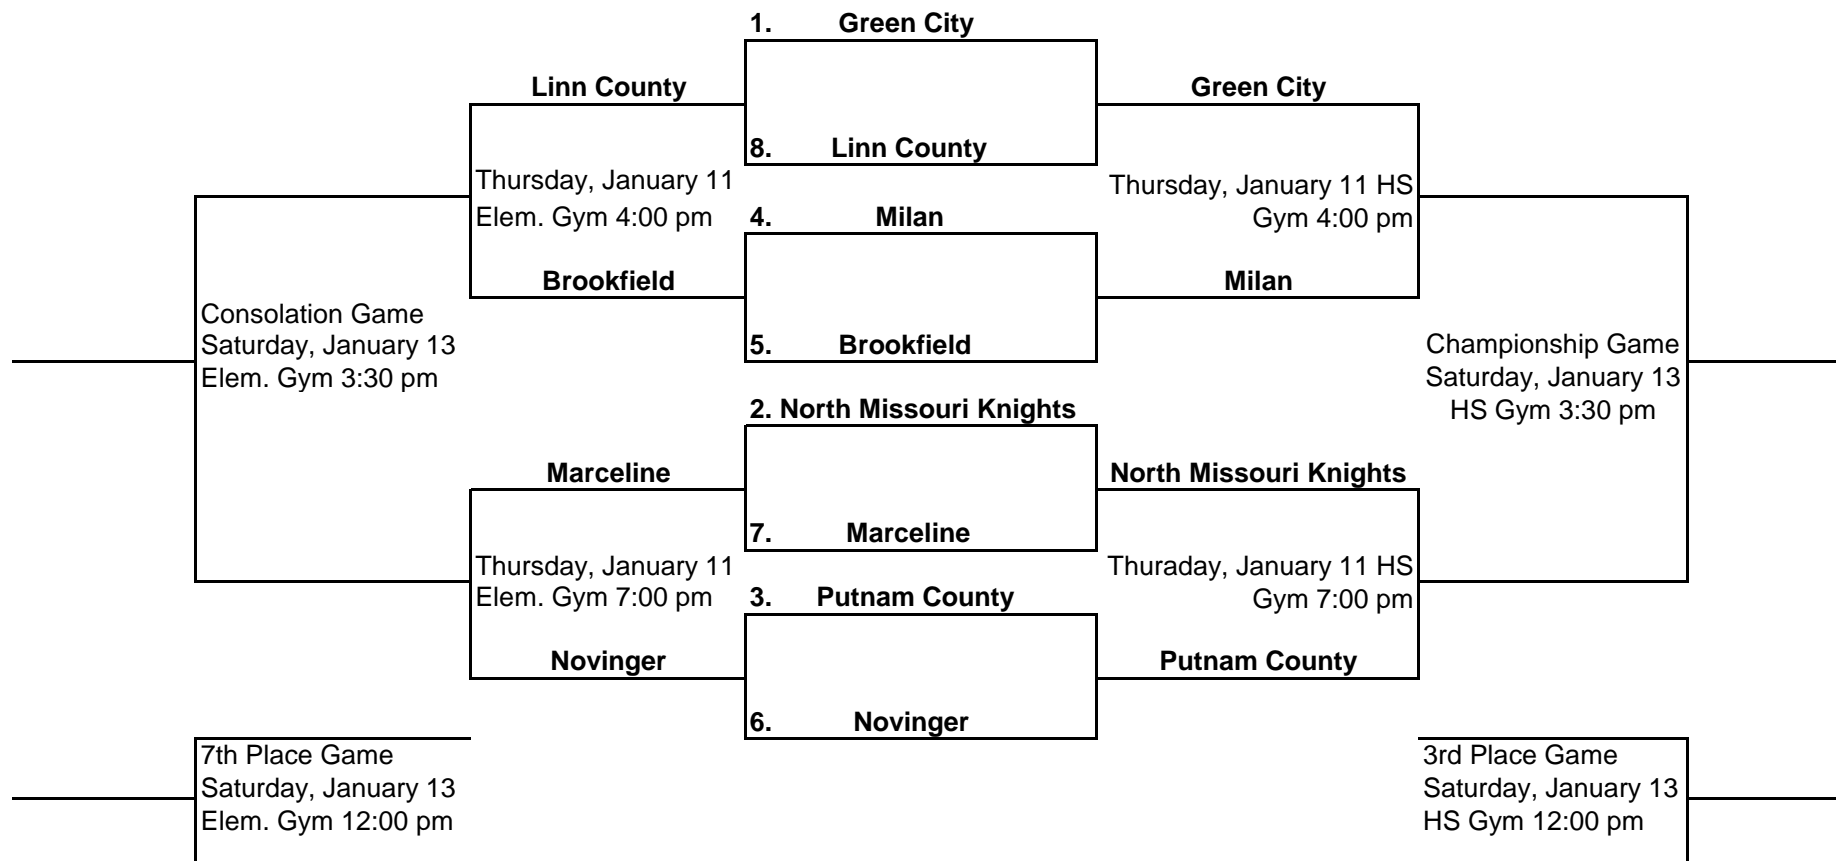 1. Green City
Linn County
Green City
8. Linn County
Thursday, January 11
Elem. Gym 4:00 pm
Thursday, January 11 HS
Gym 4:00 pm
4. Milan
Brookfield
Milan
5. Brookfield
Consolation Game
Saturday, January 13
Elem. Gym 3:30 pm
Championship Game
Saturday, January 13
HS Gym 3:30 pm
2. North Missouri Knights
Marceline
North Missouri Knights
7. Marceline
Thursday, January 11
Elem. Gym 7:00 pm
Thuraday, January 11 HS
Gym 7:00 pm
3. Putnam County
Novinger
Putnam County
6. Novinger
7th Place Game
Saturday, January 13
Elem. Gym 12:00 pm
3rd Place Game
Saturday, January 13
HS Gym 12:00 pm